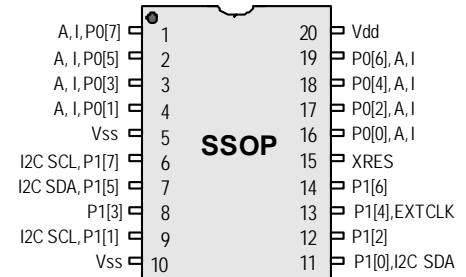 A, I, P0[7] 1 20 Vdd
A, I, P0[5] 2 19 P0[6], A, I
A, I, P0[3] 3 18 P0[4], A, I
A, I, P0[1] 4 17 P0[2], A, I
Vss 5 16 P0[0], A, I
SSOP
I2C SCL, P1[7] 6 15 XRES
I2C SDA, P1[5] 7 14 P1[6]
P1[3] 8 13 P1[4], EXTCLK
I2C SCL, P1[1] 9 12 P1[2]
Vss 10 11 P1[0], I2C SDA